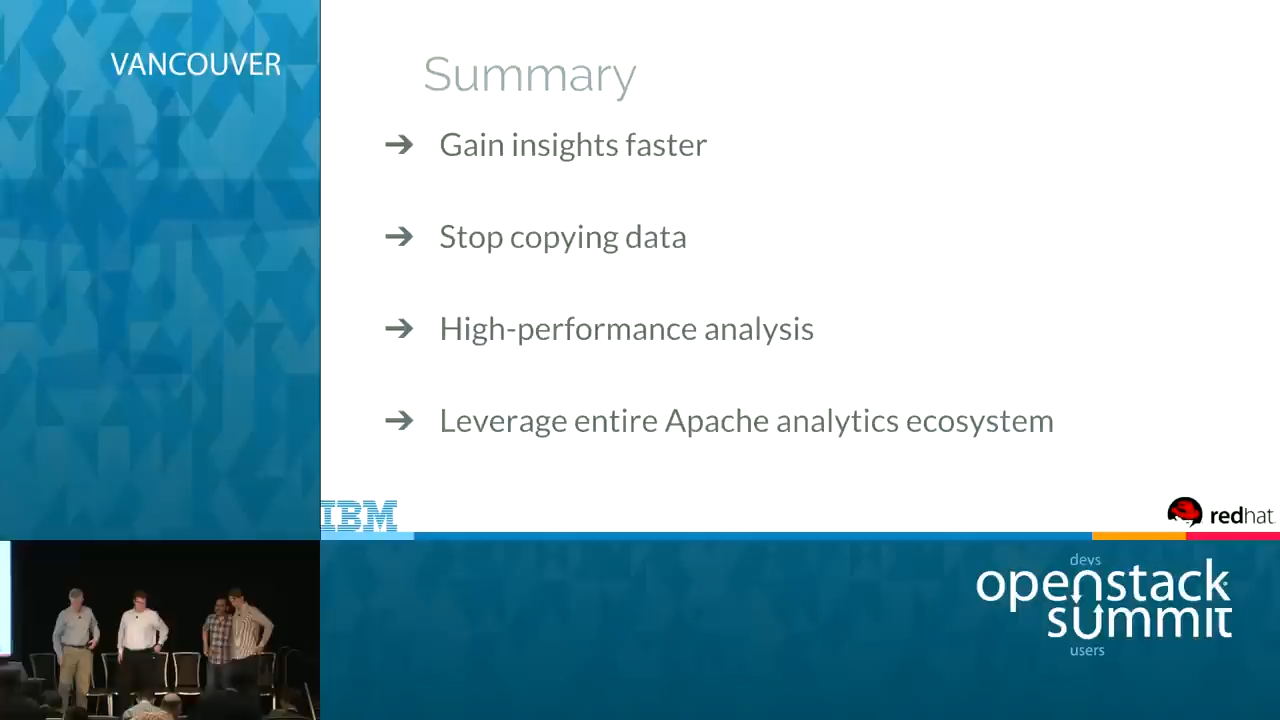 VANCOUVER
Summary
➔ Gain insights faster
➔ Stop copying data
➔ High-performance analysis
➔ Leverage entire Apache analytics ecosystem
IBM
redhat
devs
openstack
summit
users